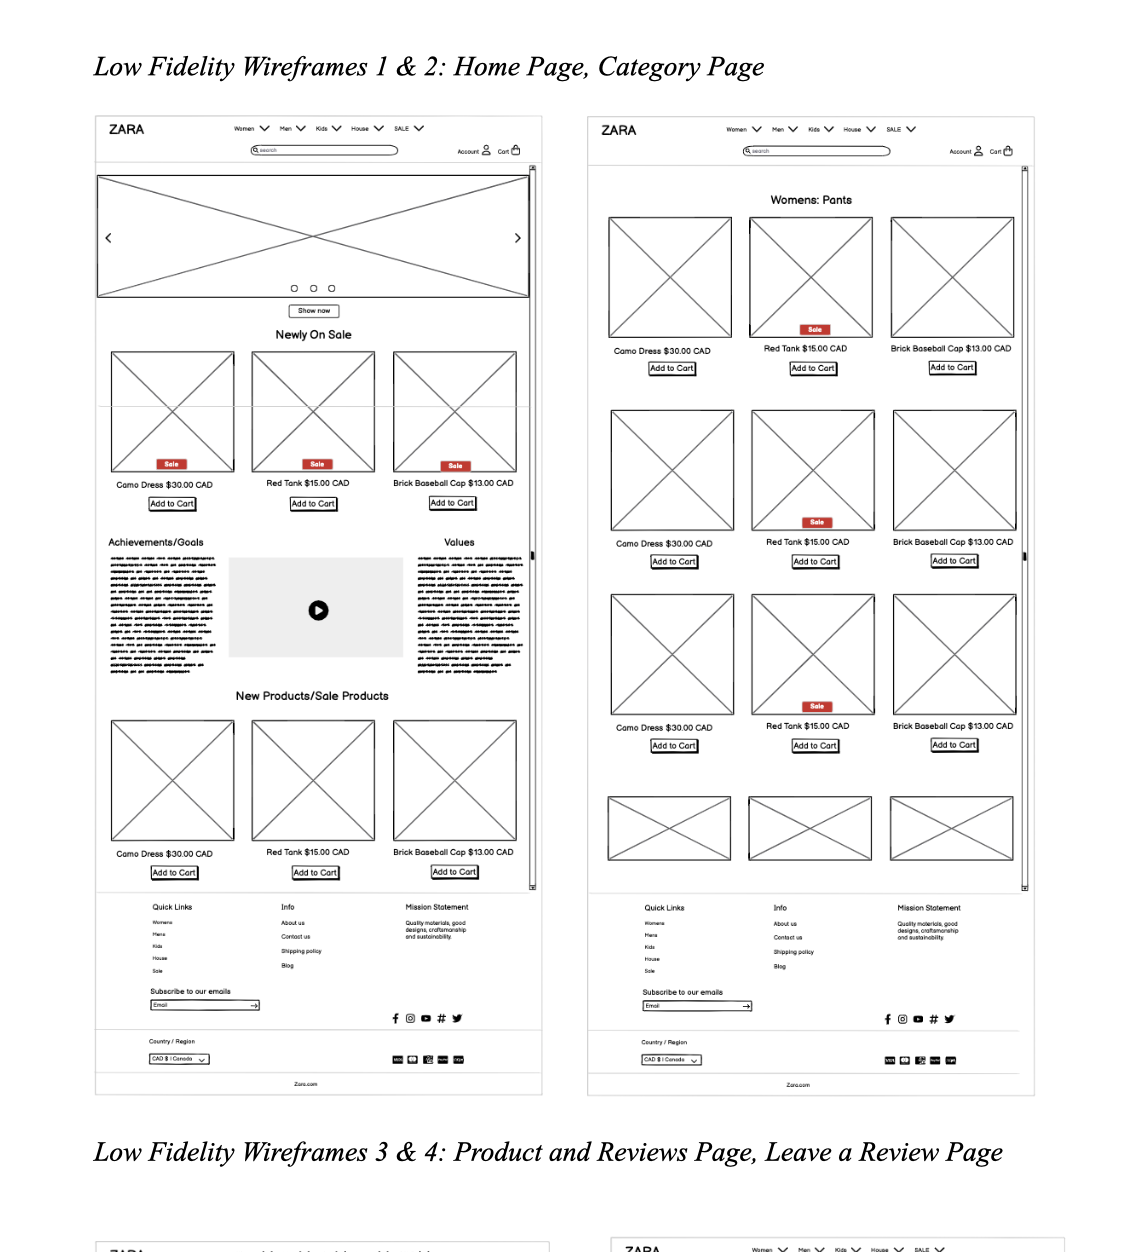 Low Fidelity Wireframes 1 & 2: Home Page, Category Page
ZARA
Women Men Kids House SALE
search
Account Cart
Show now
Newly On Sale
Sale Sale Sale
Camo Dress $30.00 CAD Red Tank $15.00 CAD Brick Baseball Cap $13.00 CAD
Add to Cart Add to Cart Add to Cart
Achievements/Goals Values
New Products/Sale Products
Camo Dress $30.00 CAD Red Tank $15.00 CAD Brick Baseball Cap $13.00 CAD
Add to Cart Add to Cart Add to Cart
Quick Links Info Mission Statement
Womens About us Quality materials, good
Mens Contact us designs, craftsmanship
Kids Shipping policy and sustainability.
House Blog
Sale
Subscribe to our emails
Email
Country / Region
CAD $ | Canada
Zara.com
ZARA
Women Men Kids House SALE
search
Account Cart
Womens: Pants
Sale
Camo Dress $30.00 CAD Red Tank $15.00 CAD Brick Baseball Cap $13.00 CAD
Add to Cart Add to Cart Add to Cart
Sale
Camo Dress $30.00 CAD Red Tank $15.00 CAD Brick Baseball Cap $13.00 CAD
Add to Cart Add to Cart Add to Cart
Sale
Camo Dress $30.00 CAD Red Tank $15.00 CAD Brick Baseball Cap $13.00 CAD
Add to Cart Add to Cart Add to Cart
Quick Links Info Mission Statement
Womens About us Quality materials, good
Mens Contact us designs, craftsmanship
Kids Shipping policy and sustainability.
House Blog
Sale
Subscribe to our emails
Email
Country / Region
CAD $ | Canada
Zara.com
Low Fidelity Wireframes 3 & 4: Product and Reviews Page, Leave a Review Page
ZARA
ZARA Women Men Kids House SALE